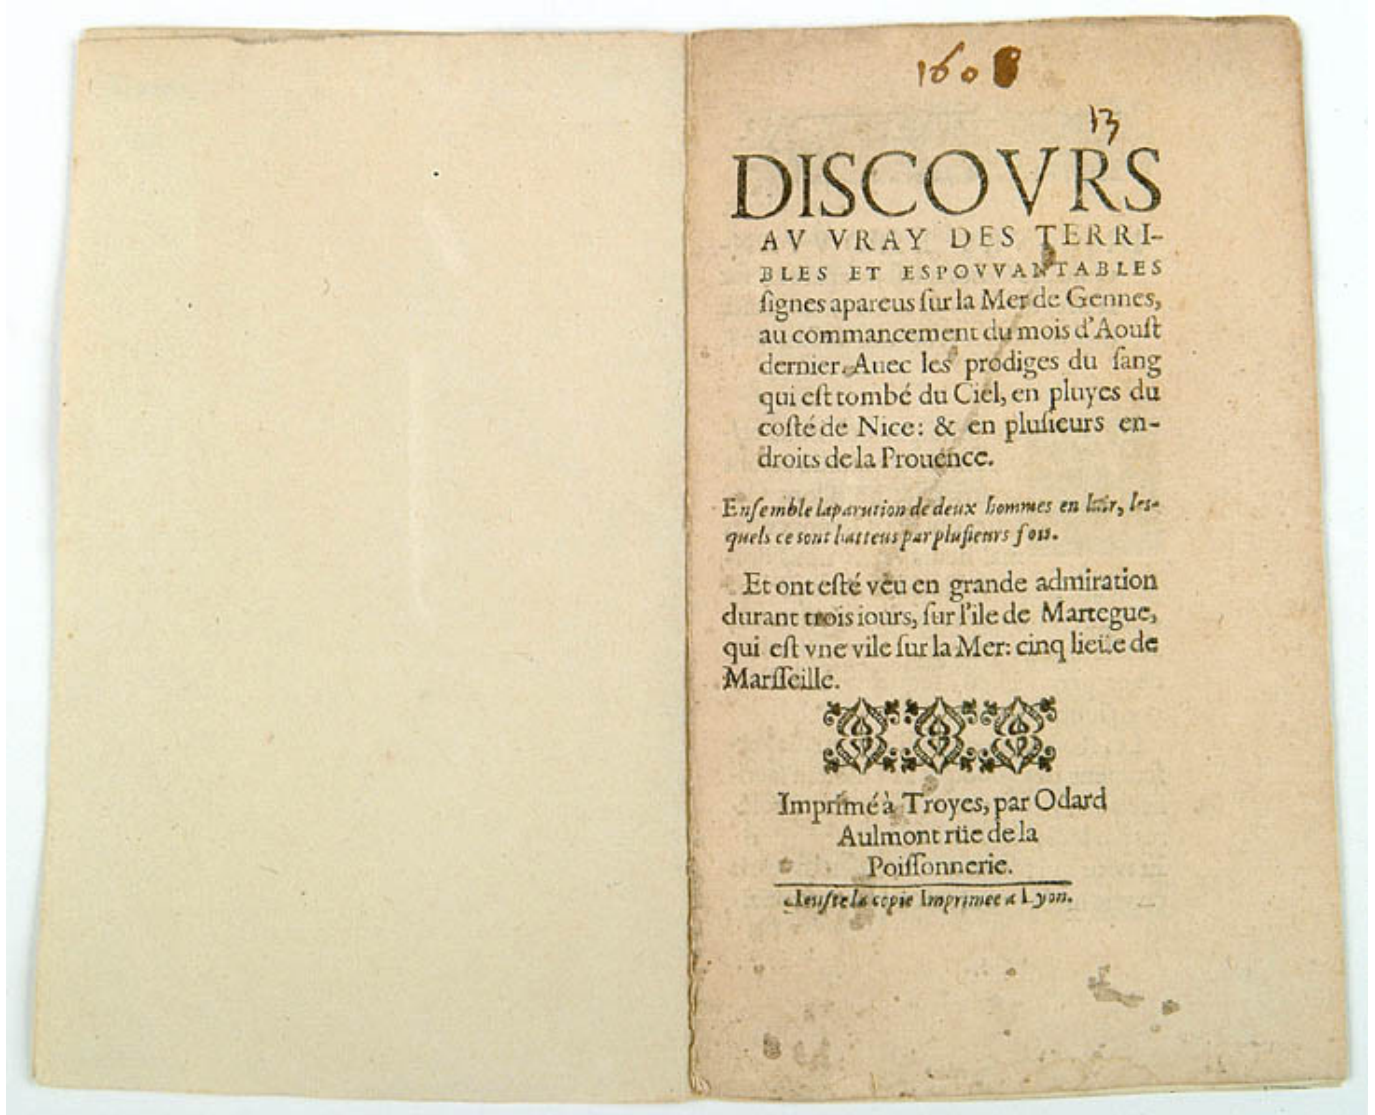 1608
13
DISCOVRS
AV VRAY DES TERRI-
BLES ET ESPOVVANTABLES
ſignes apareus ſur la Mer de Gennes,
au commancement du mois d'Aouſt
dernier. Auec les prodiges du ſang
qui eſt tombé du Ciel, en pluyes du
coſté de Nice: & en pluſieurs en-
droits de la Prouence.
Enſemble laparution de deux hommes en lair, leſ-
quels ce sont batteus par pluſieurs fois.
Et ont eſté veu en grande admiration
durant trois iours, ſur l'ile de Martegue,
qui eſt vne vile ſur la Mer: cinq lieüe de
Marſſeille.
Imprimé à Troyes, par Odard
Aulmont rüe de la
Poiſſonnerie.
Ieuſte la copie Imprimee a Lyon.